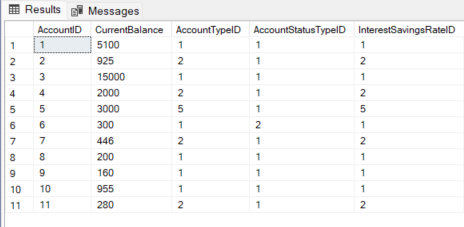 Results Messages
AccountID CurrentBalance AccountTypeID AccountStatusTypeID InterestSavingsRateID
1 1 5100 1 1 1
2 2 925 2 1 2
3 3 15000 1 1 1
4 4 2000 2 1 2
5 5 3000 5 1 5
6 6 300 1 2 1
7 7 446 2 1 2
8 8 200 1 1 1
9 9 160 1 1 1
10 10 955 1 1 1
11 11 280 2 1 2